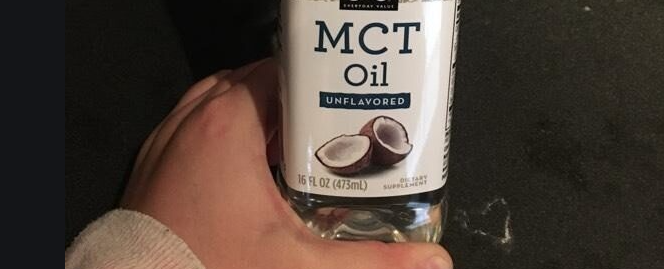 EVERYDAY VALUE
MCT
Oil
UNFLAVORED
16 FL OZ (473mL)
DIETARY
SUPPLEMENT